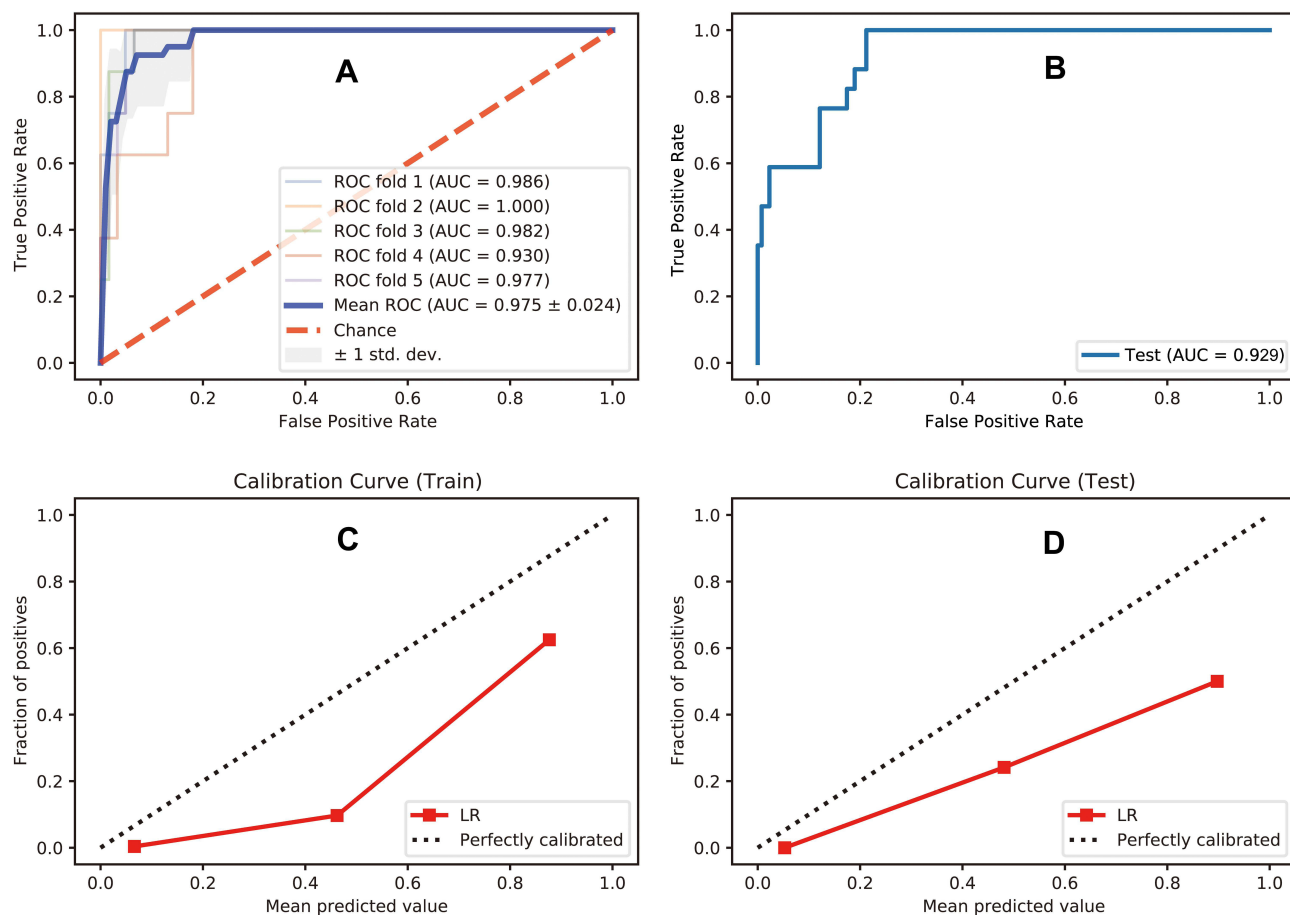 A
1.0
0.8
0.6
0.4
0.2
0.0
True Positive Rate
ROC fold 1 (AUC = 0.986)
ROC fold 2 (AUC = 1.000)
ROC fold 3 (AUC = 0.982)
ROC fold 4 (AUC = 0.930)
ROC fold 5 (AUC = 0.977)
Mean ROC (AUC = 0.975 ± 0.024)
Chance
± 1 std. dev.
0.0 0.2 0.4 0.6 0.8 1.0
False Positive Rate
B
1.0
0.8
0.6
0.4
0.2
0.0
True Positive Rate
Test (AUC = 0.929)
0.0 0.2 0.4 0.6 0.8 1.0
False Positive Rate
Calibration Curve (Train)
C
1.0
0.8
0.6
0.4
0.2
0.0
Fraction of positives
LR
Perfectly calibrated
0.0 0.2 0.4 0.6 0.8 1.0
Mean predicted value
Calibration Curve (Test)
D
1.0
0.8
0.6
0.4
0.2
0.0
Fraction of positives
LR
Perfectly calibrated
0.0 0.2 0.4 0.6 0.8 1.0
Mean predicted value